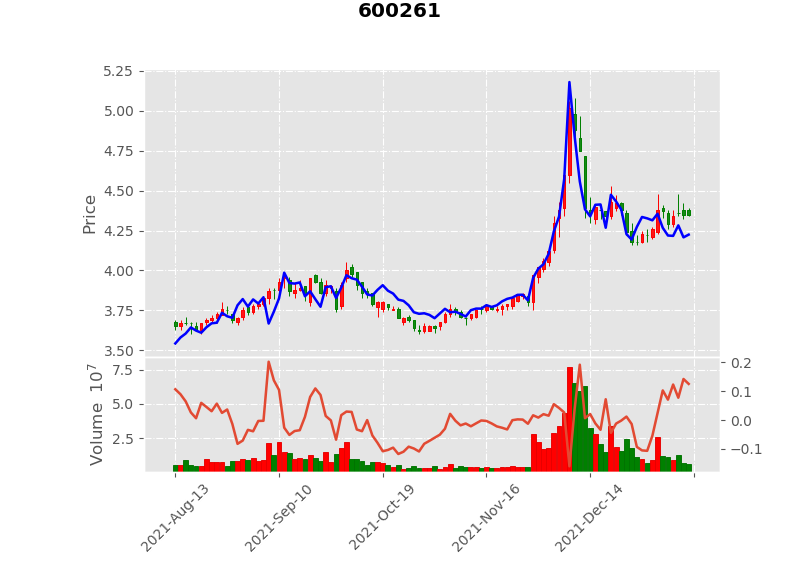 600261
5.25
5.00
4.75
4.50
4.25
4.00
3.75
3.50
Price
7.5
5.0
2.5
Volume 10^7
0.2
0.1
0.0
−0.1
2021-Aug-13
2021-Sep-10
2021-Oct-19
2021-Nov-16
2021-Dec-14